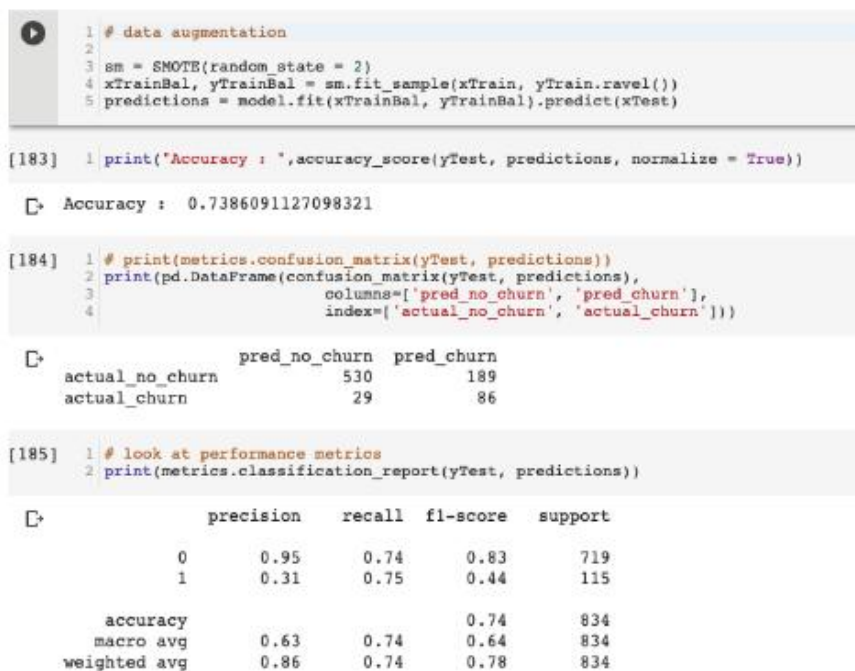 1 # data augmentation
2
3 sm = SMOTE(random_state = 2)
4 xTrainBal, yTrainBal = sm.fit_sample(xTrain, yTrain.ravel())
5 predictions = model.fit(xTrainBal, yTrainBal).predict(xTest)
[183] 1 print("Accuracy : ",accuracy_score(yTest, predictions, normalize = True))
Accuracy : 0.7386091127098321
[184] 1 # print(metrics.confusion_matrix(yTest, predictions))
2 print(pd.DataFrame(confusion_matrix(yTest, predictions),
3 columns=['pred_no_churn', 'pred_churn'],
4 index=['actual_no_churn', 'actual_churn']))
pred_no_churn pred_churn
actual_no_churn 530 189
actual_churn 29 86
[185] 1 # look at performance metrics
2 print(metrics.classification_report(yTest, predictions))
precision recall f1-score support
0 0.95 0.74 0.83 719
1 0.31 0.75 0.44 115
accuracy 0.74 834
macro avg 0.63 0.74 0.64 834
weighted avg 0.86 0.74 0.78 834